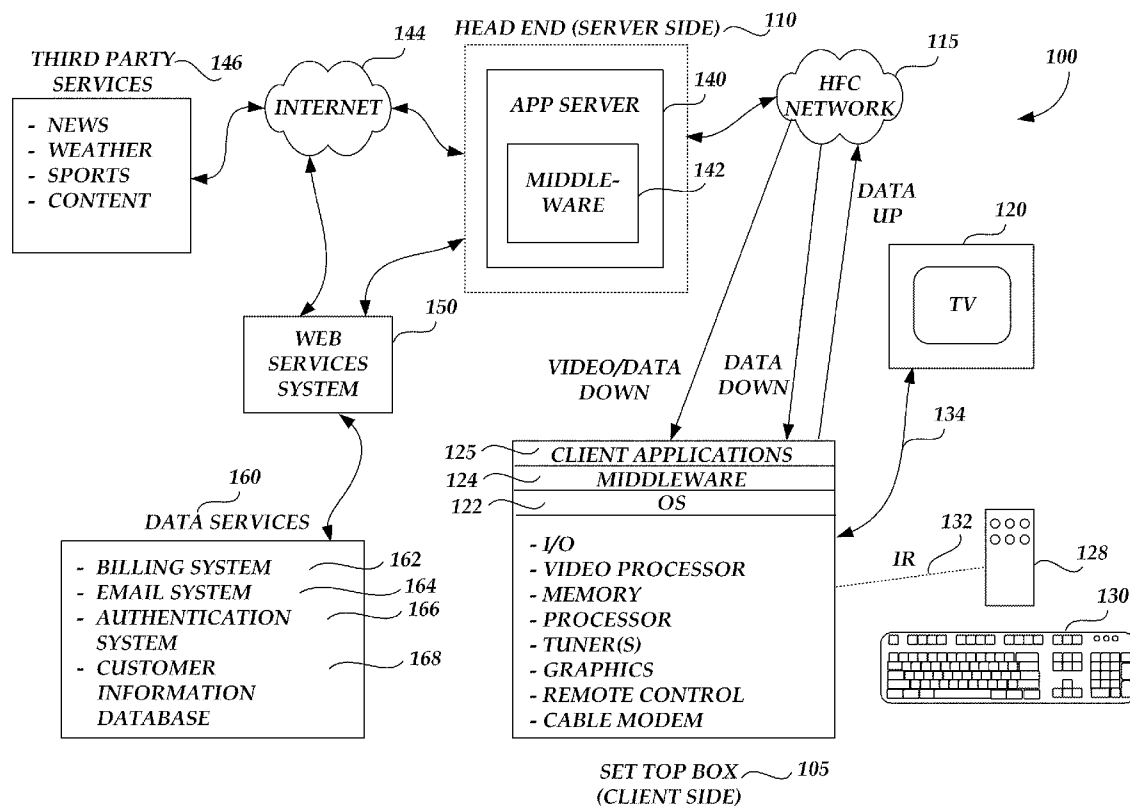 HEAD END (SERVER SIDE) 110
144
115
100
THIRD PARTY
SERVICES
146
INTERNET
APP SERVER
140
HFC
NETWORK
- NEWS
- WEATHER
- SPORTS
- CONTENT
MIDDLE-
WARE
142
DATA
UP
120
TV
150
WEB
SERVICES
SYSTEM
VIDEO/DATA
DOWN
DATA
DOWN
134
125 CLIENT APPLICATIONS
124 MIDDLEWARE
122 OS
160
DATA SERVICES
- BILLING SYSTEM 162
- EMAIL SYSTEM 164
- AUTHENTICATION 166
SYSTEM
- CUSTOMER 168
INFORMATION
DATABASE
- I/O
- VIDEO PROCESSOR
- MEMORY
- PROCESSOR
- TUNER(S)
- GRAPHICS
- REMOTE CONTROL
- CABLE MODEM
IR
132
128
130
SET TOP BOX 105
(CLIENT SIDE)